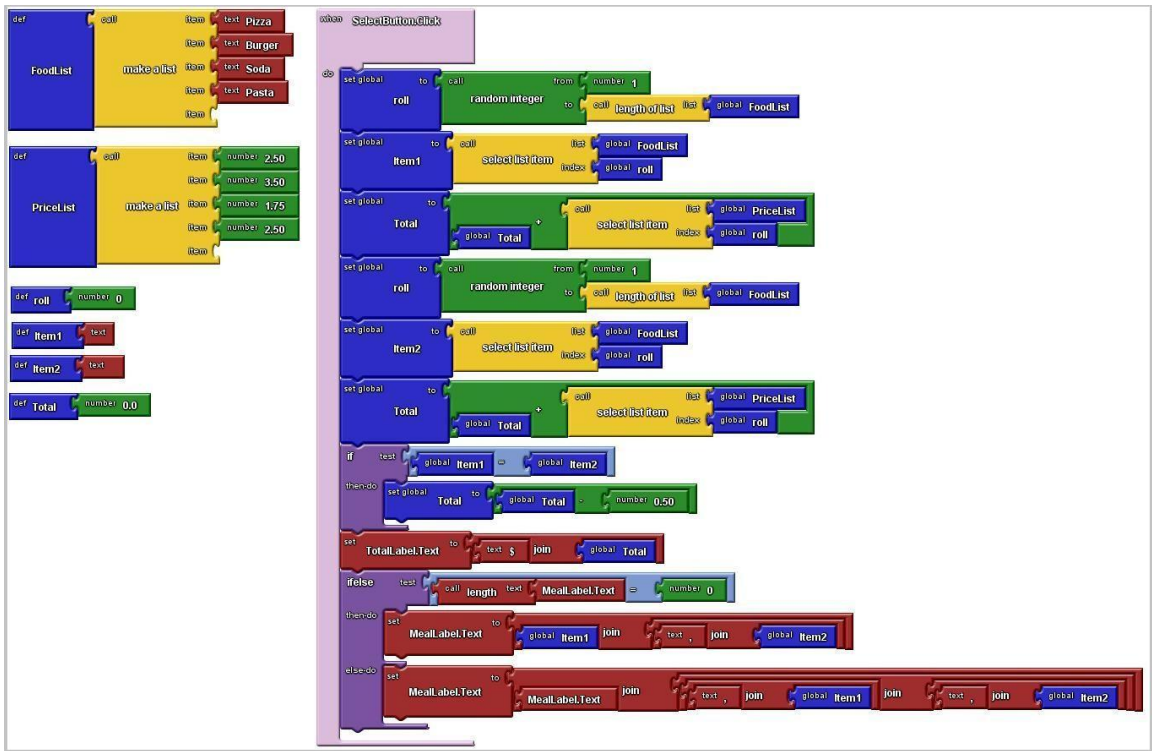 def call item text Pizza
item text Burger
FoodList make a list item text Soda
item text Pasta
item
def call item number 2.50
item number 3.50
PriceList make a list item number 1.75
item number 2.50
item
def roll number 0
def Item1 text
def Item2 text
def Total number 0.0
when SelectButton.Click
do
set global to call from number 1
roll random integer
to call length of list list global FoodList
set global to call list global FoodList
Item1 select list item
index global roll
set global to call list global PriceList
Total global Total + select list item
index global roll
set global to call from number 1
roll random integer
to call length of list list global FoodList
set global to call list global FoodList
Item2 select list item
index global roll
set global to call list global PriceList
Total global Total + select list item
index global roll
if test global Item1 = global Item2
then-do set global Total to global Total - number 0.50
set TotalLabel.Text to text $ join global Total
ifelse test call length text MealLabel.Text = number 0
then-do set MealLabel.Text to global Item1 join text , join global Item2
else-do set MealLabel.Text to MealLabel.Text join text , join global Item1 join text , join global Item2